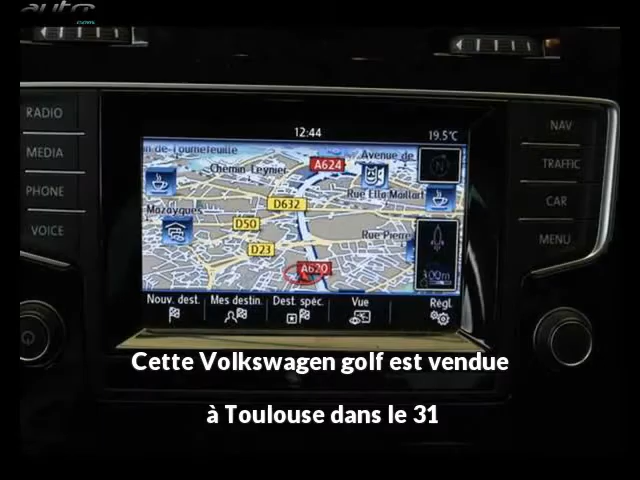 auto
RADIO
MEDIA
PHONE
VOICE
NAV
TRAFFIC
CAR
MENU
12:44
19.5°C
Chemin Leynier
A624
Avenue de
N
D632
Rue Ella Maillart
D50
D23
Rue Pierre
A620
300m
Nouv. dest.
Mes destin.
Dest. spéc.
Vue
Régl.
Cette Volkswagen golf est vendue
à Toulouse dans le 31